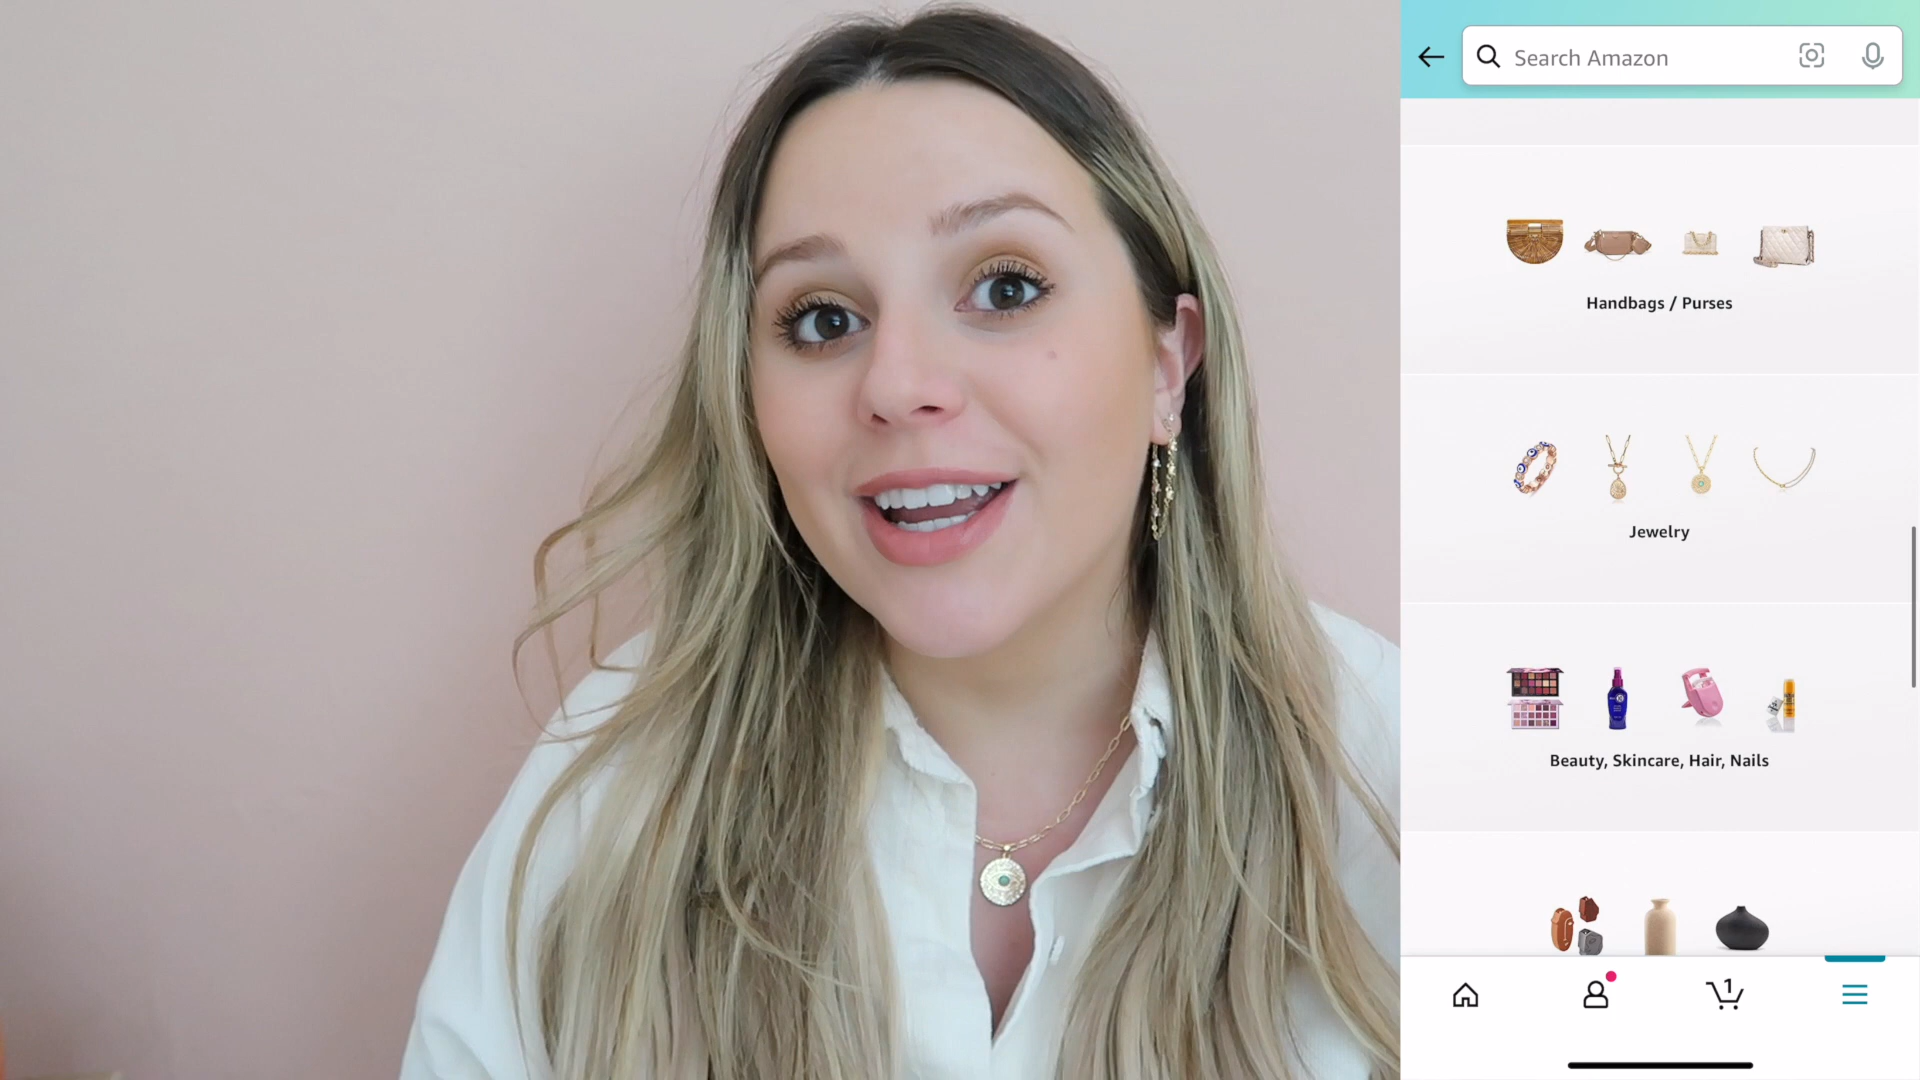 Search Amazon
Handbags / Purses
Jewelry
Beauty, Skincare, Hair, Nails
1